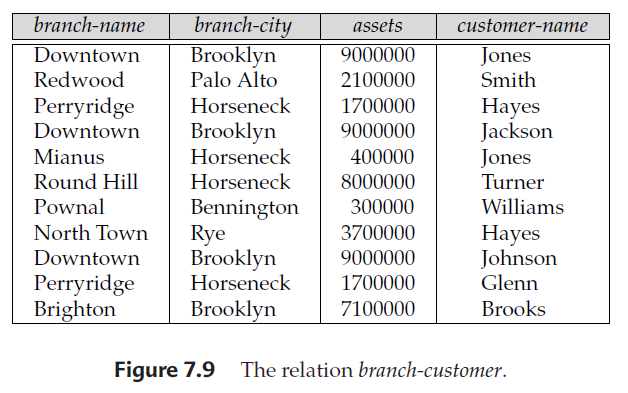 branch-name branch-city assets customer-name
Downtown Brooklyn 9000000 Jones
Redwood Palo Alto 2100000 Smith
Perryridge Horseneck 1700000 Hayes
Downtown Brooklyn 9000000 Jackson
Mianus Horseneck 400000 Jones
Round Hill Horseneck 8000000 Turner
Pownal Bennington 300000 Williams
North Town Rye 3700000 Hayes
Downtown Brooklyn 9000000 Johnson
Perryridge Horseneck 1700000 Glenn
Brighton Brooklyn 7100000 Brooks
Figure 7.9 The relation branch-customer.